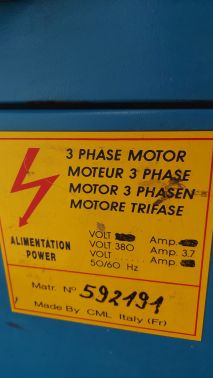 3 PHASE MOTOR
MOTEUR 3 PHASE
MOTOR 3 PHASEN
MOTORE TRIFASE
ALIMENTATION
POWER
VOLT Amp.
VOLT 380 Amp. 3.7
VOLT ........ Amp.
50/60 Hz
Matr. N° 592191
Made By CML Italy (Fr)